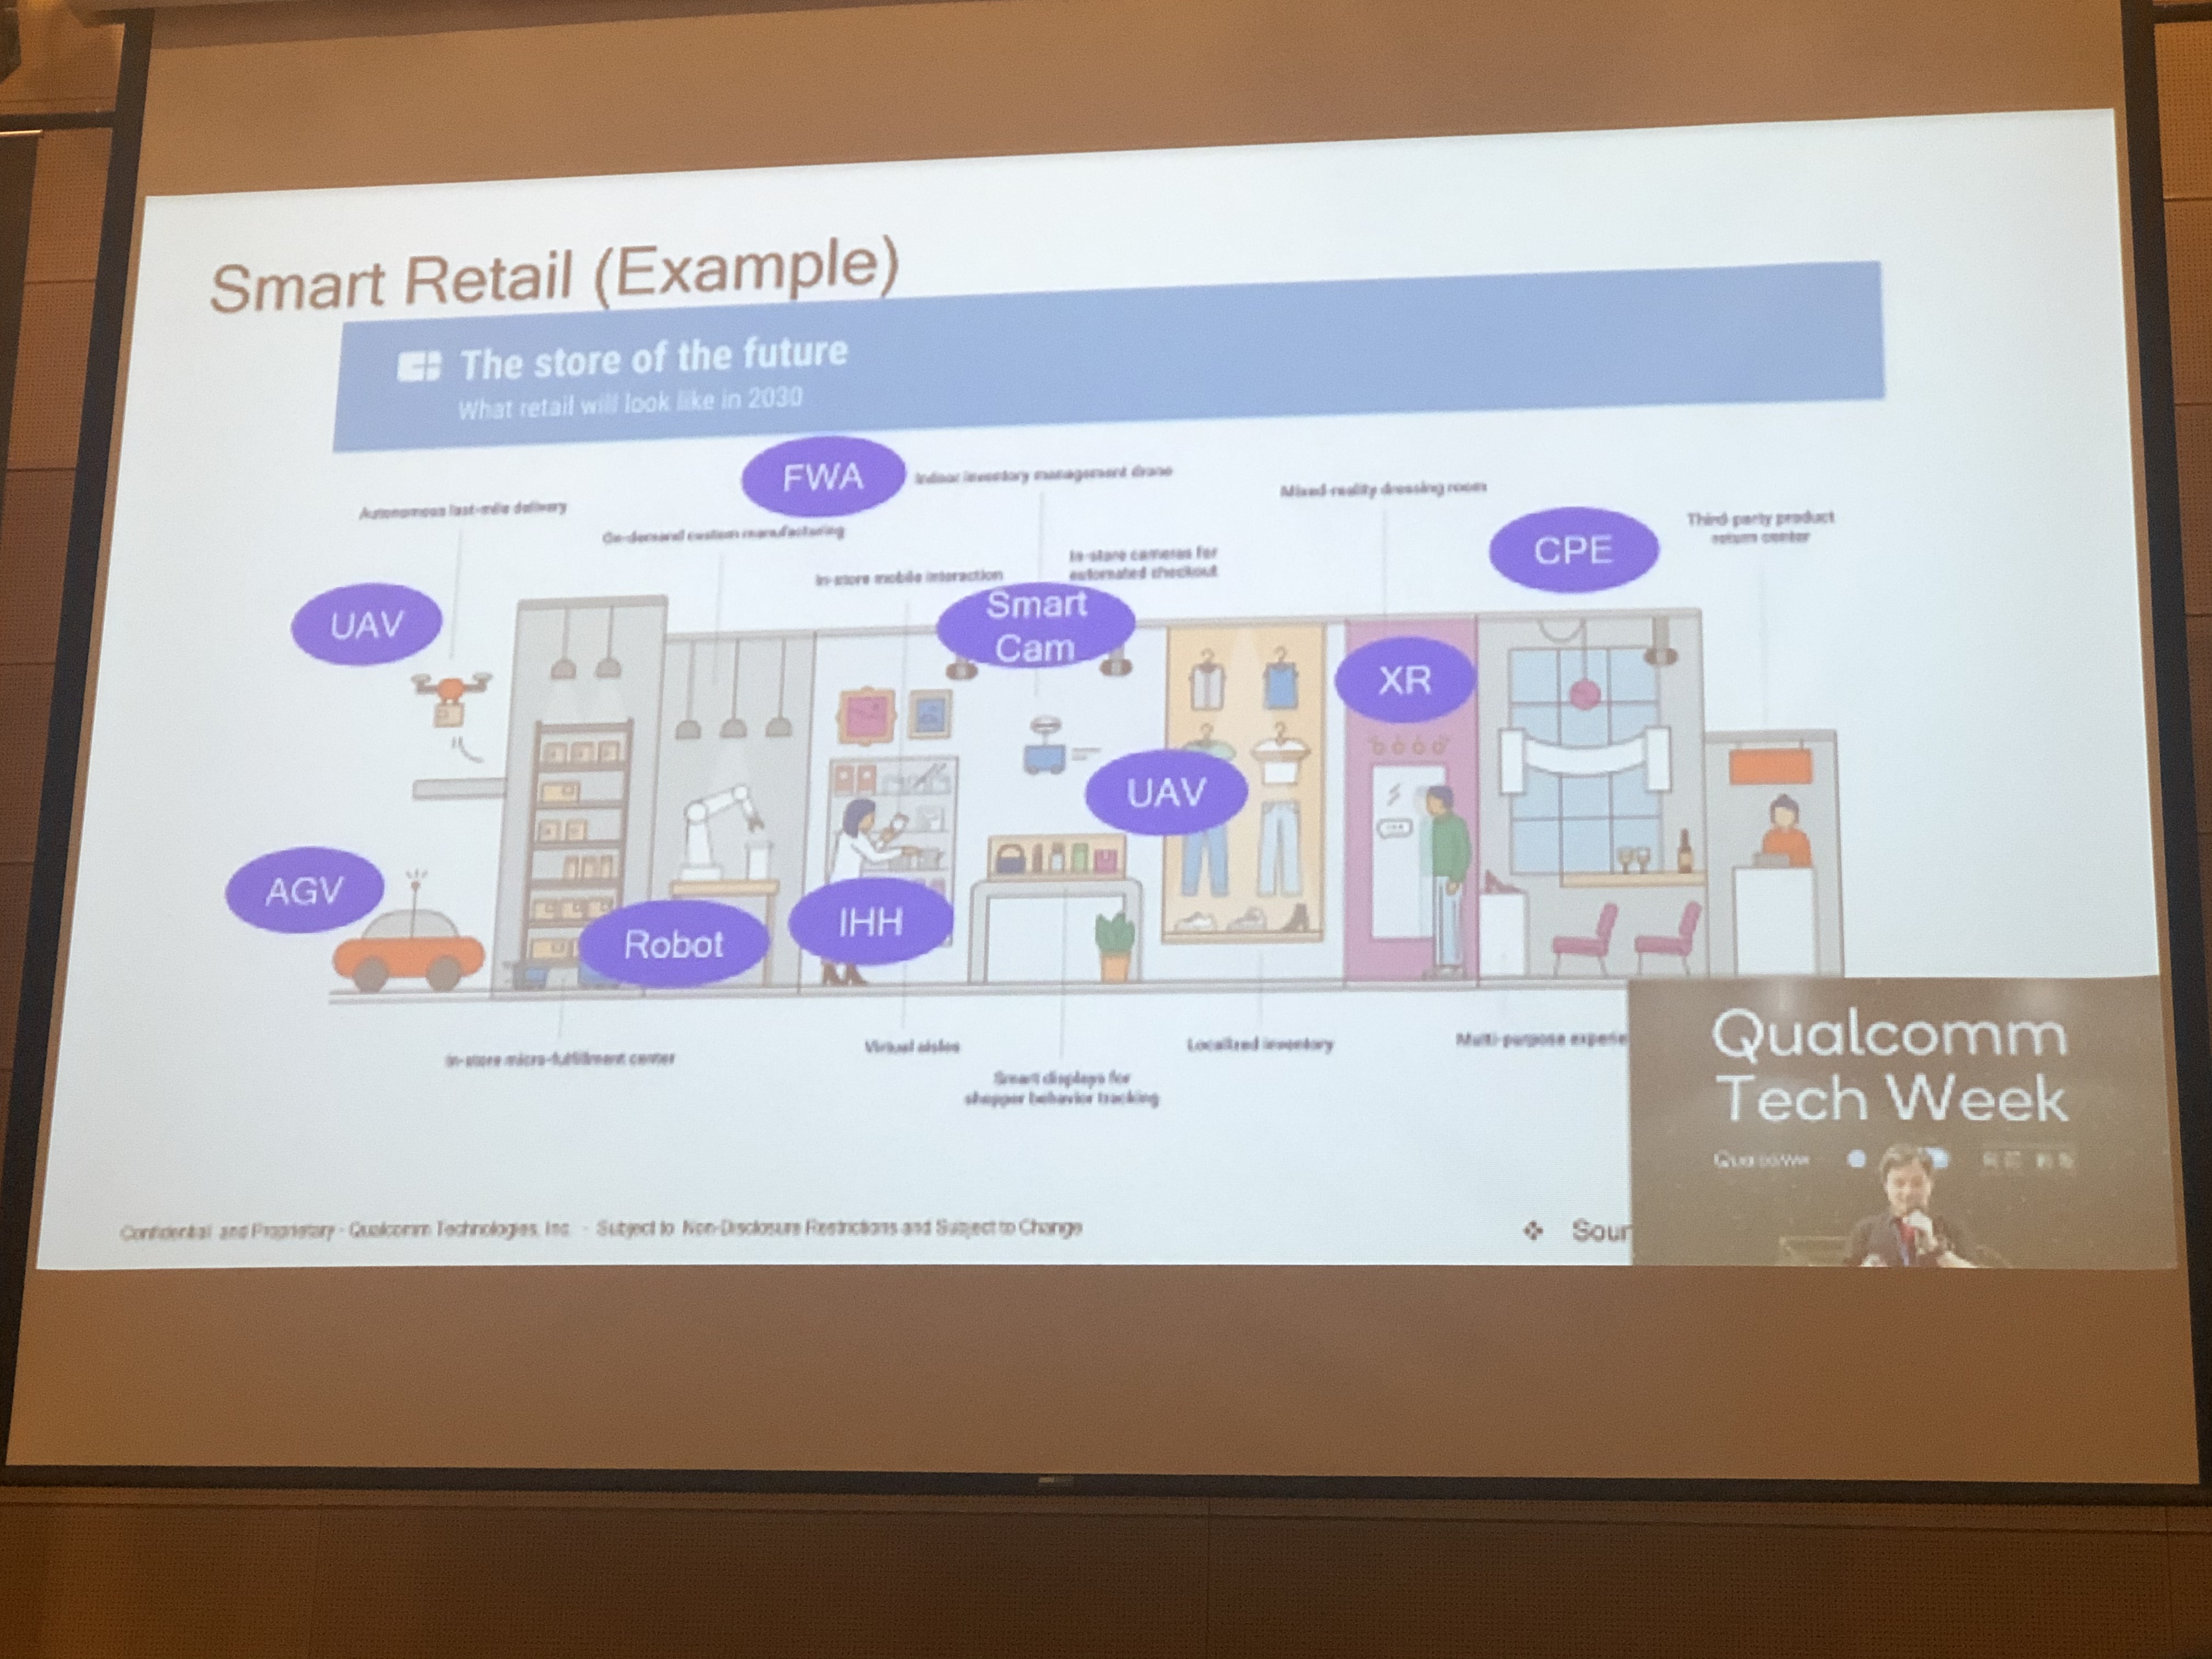 Smart Retail (Example)
The store of the future
What retail will look like in 2030
FWA
Indoor inventory management drone
Mixed-reality dressing room
Autonomous last-mile delivery
On-demand custom manufacturing
CPE
Third-party product
return center
In-store cameras for
automated checkout
In-store mobile interaction
UAV
Smart
Cam
XR
UAV
AGV
Robot
IHH
In-store micro-fulfillment center
Virtual aisles
Localized inventory
Multi-purpose experie
Smart displays for
shopper behavior tracking
Qualcomm
Tech Week
Qualcomm
Confidential and Proprietary - Qualcomm Technologies, Inc. - Subject to Non-Disclosure Restrictions and Subject to Change
❖ Sour